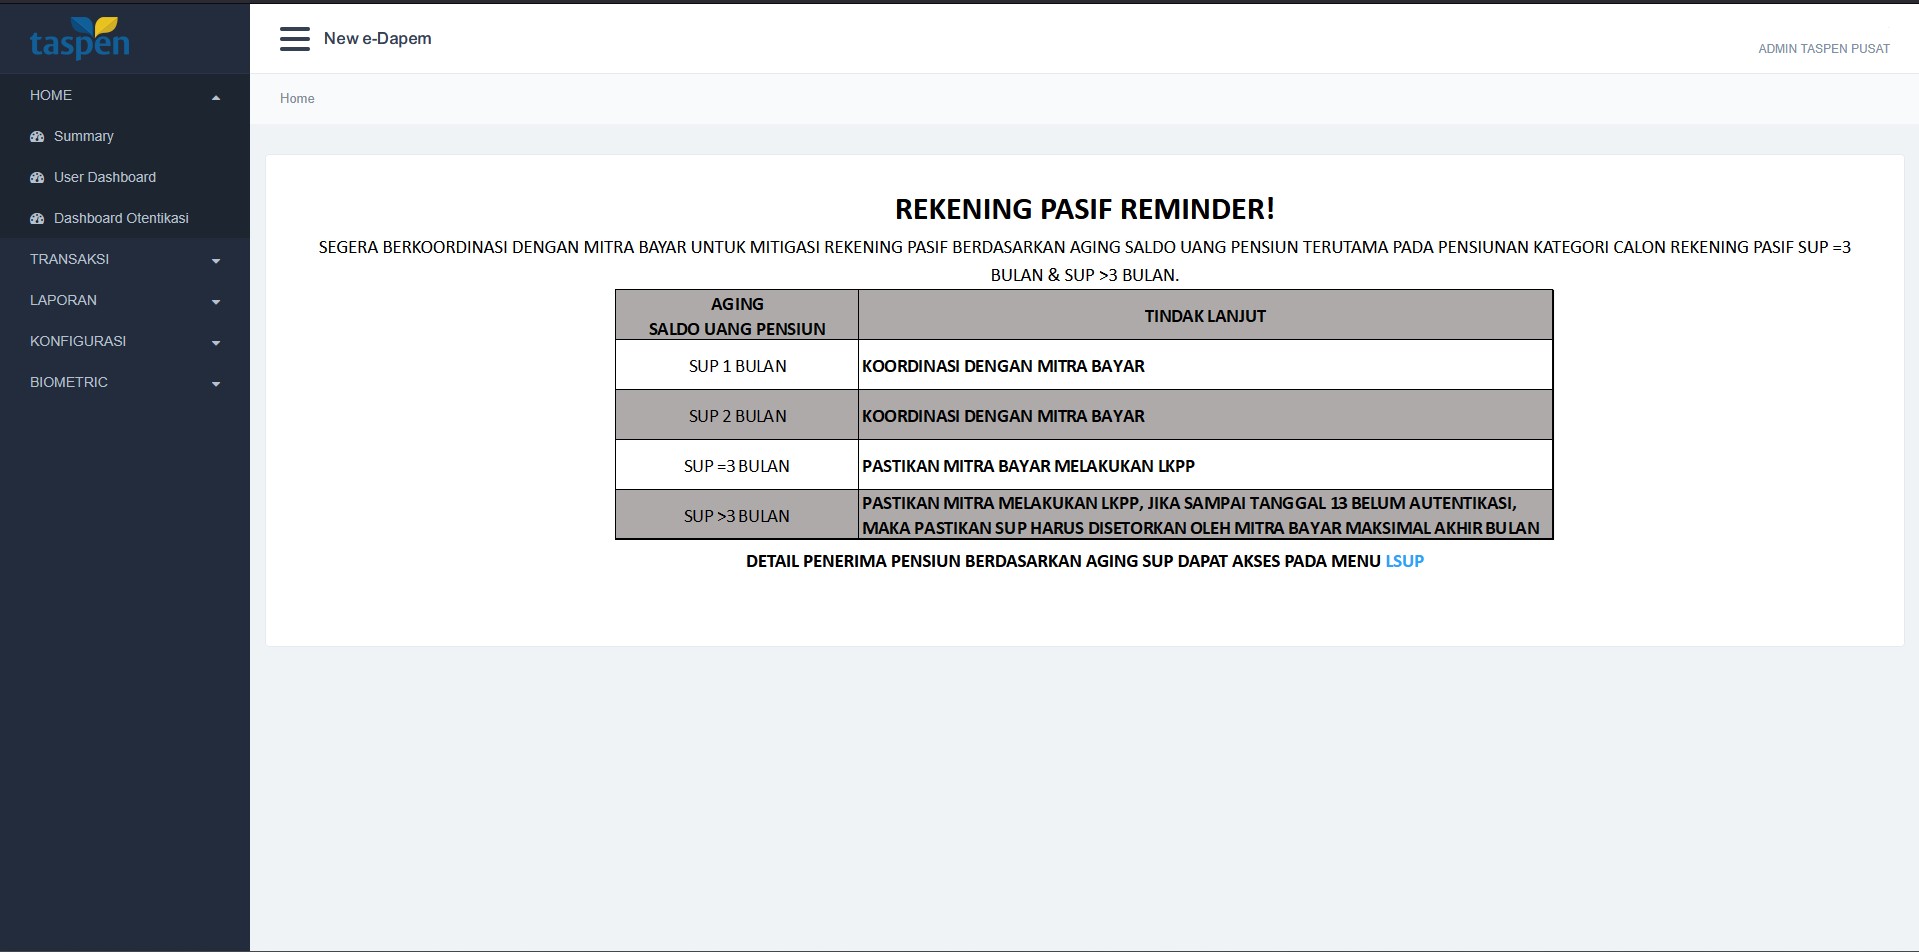 taspen
New e-Dapem
ADMIN TASPEN PUSAT
HOME
Summary
User Dashboard
Dashboard Otentikasi
TRANSAKSI
LAPORAN
KONFIGURASI
BIOMETRIC
Home
REKENING PASIF REMINDER!
SEGERA BERKOORDINASI DENGAN MITRA BAYAR UNTUK MITIGASI REKENING PASIF BERDASARKAN AGING SALDO UANG PENSIUN TERUTAMA PADA PENSIUNAN KATEGORI CALON REKENING PASIF SUP =3
BULAN & SUP >3 BULAN.
AGING
SALDO UANG PENSIUN
TINDAK LANJUT
SUP 1 BULAN
KOORDINASI DENGAN MITRA BAYAR
SUP 2 BULAN
KOORDINASI DENGAN MITRA BAYAR
SUP =3 BULAN
PASTIKAN MITRA BAYAR MELAKUKAN LKPP
SUP >3 BULAN
PASTIKAN MITRA MELAKUKAN LKPP, JIKA SAMPAI TANGGAL 13 BELUM AUTENTIKASI,
MAKA PASTIKAN SUP HARUS DISETORKAN OLEH MITRA BAYAR MAKSIMAL AKHIR BULAN
DETAIL PENERIMA PENSIUN BERDASARKAN AGING SUP DAPAT AKSES PADA MENU LSUP